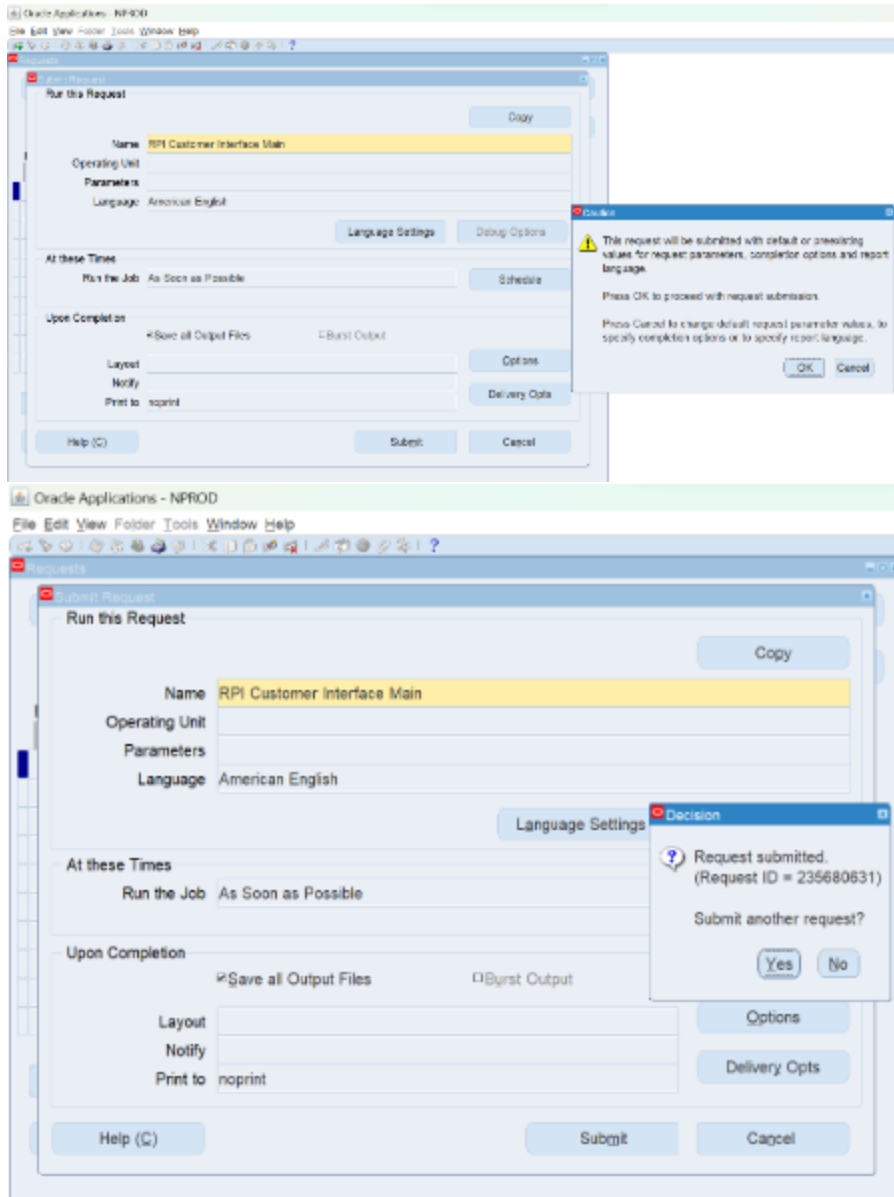 Oracle Applications - NPROD
File Edit View Folder Tools Window Help
Requests
Submit Request
Run this Request
Copy
Name RPI Customer Interface Main
Operating Unit
Parameters
Language American English
Language Settings Debug Options
At these Times
Run the Job As Soon as Possible
Schedule
Upon Completion
Save all Output Files Burst Output
Layout
Options
Notify
Print to noprint
Delivery Opts
Help (C) Submit Cancel
Caution
This request will be submitted with default or preexisting
values for request parameters, completion options and report
language.
Press OK to proceed with request submission.
Press Cancel to change default request parameter values, to
specify completion options or to specify report language.
OK Cancel
Oracle Applications - NPROD
File Edit View Folder Tools Window Help
Requests
Submit Request
Run this Request
Copy
Name RPI Customer Interface Main
Operating Unit
Parameters
Language American English
Language Settings
At these Times
Run the Job As Soon as Possible
Upon Completion
Save all Output Files Burst Output
Layout
Options
Notify
Print to noprint
Delivery Opts
Help (C) Submit Cancel
Decision
Request submitted.
(Request ID = 235680631)
Submit another request?
Yes No